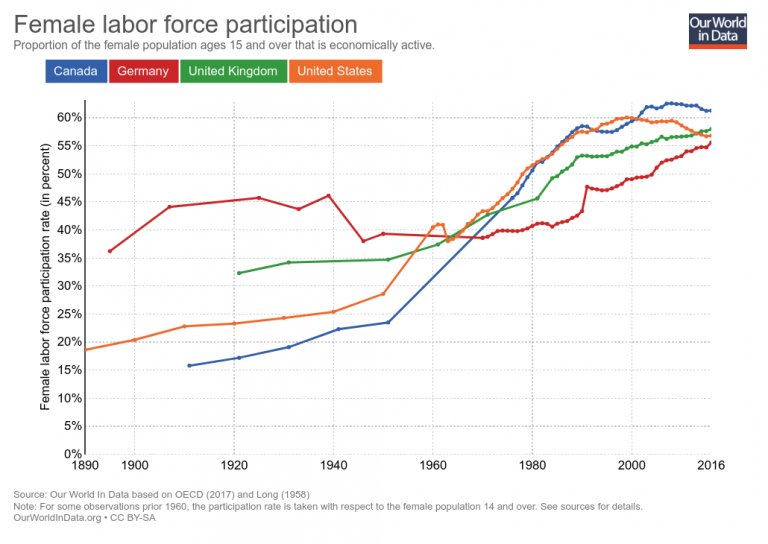 Female labor force participation
Proportion of the female population ages 15 and over that is economically active.
Our World
in Data
Canada
Germany
United Kingdom
United States
Female labor force participation rate (in percent)
60%
55%
50%
45%
40%
35%
30%
25%
20%
15%
10%
5%
0%
1890
1900
1920
1940
1960
1980
2000
2016
Source: Our World In Data based on OECD (2017) and Long (1958)
Note: For some observations prior 1960, the participation rate is taken with respect to the female population 14 and over. See sources for details.
OurWorldInData.org • CC BY-SA